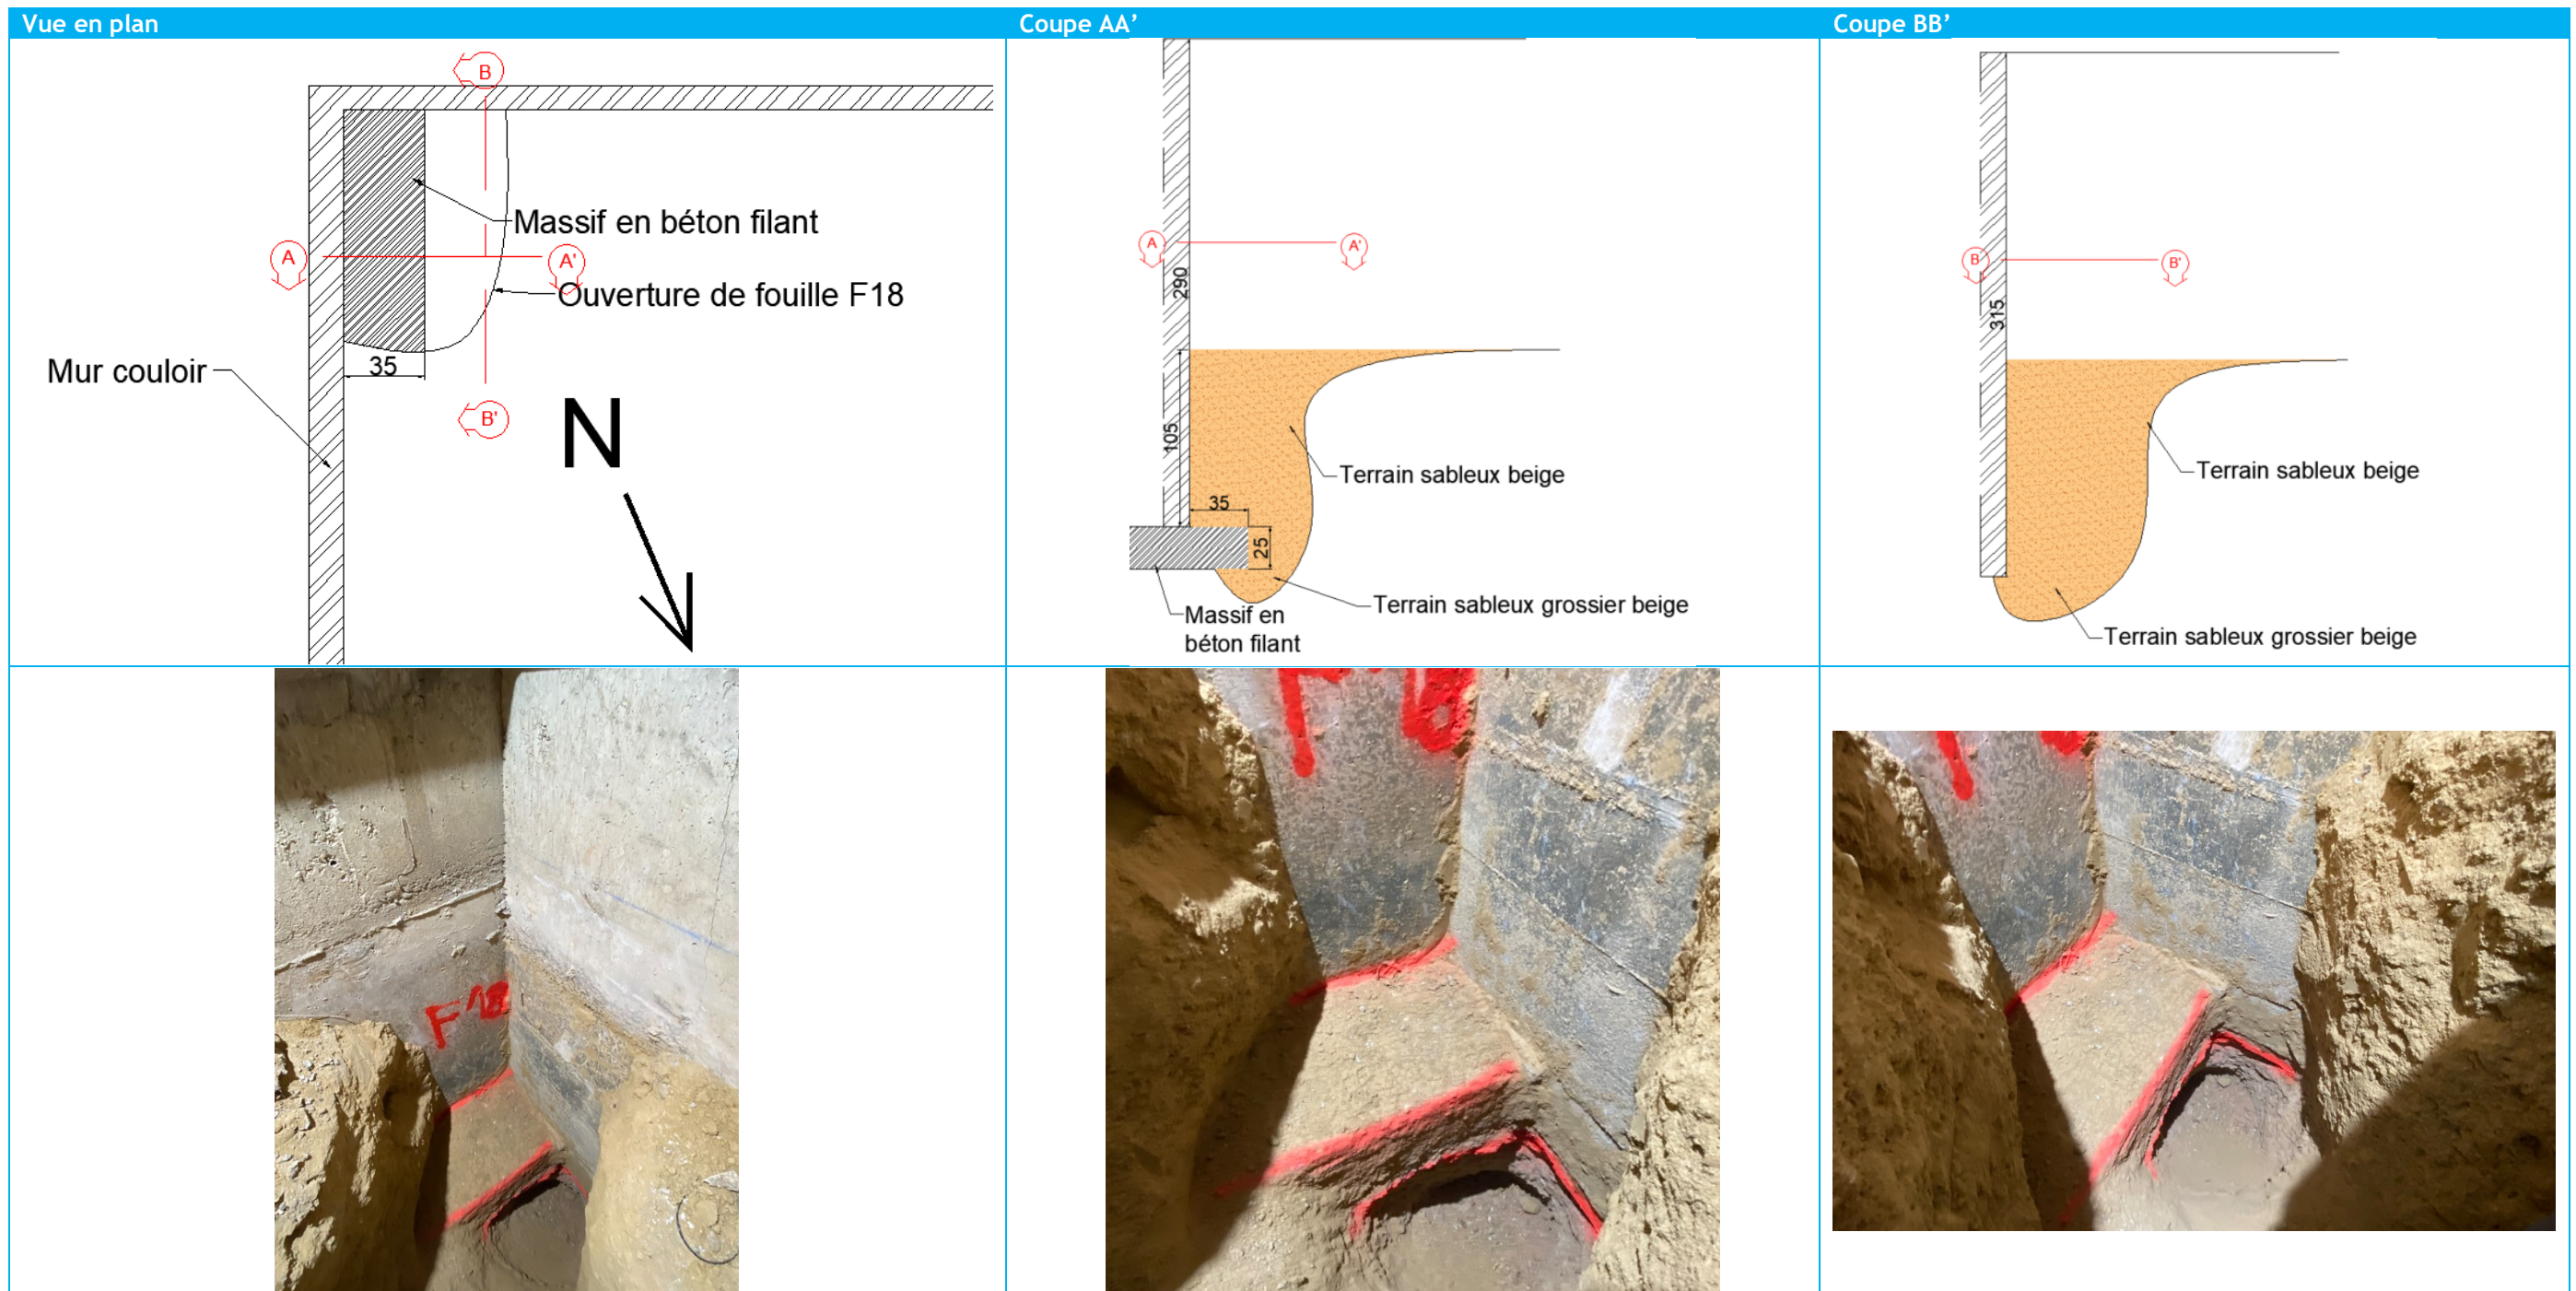 Vue en plan
Coupe AA’
Coupe BB’
B
Massif en béton filant
A
A'
Ouverture de fouille F18
35
Mur couloir
B'
N
A
A'
290
105
Terrain sableux beige
35
25
Terrain sableux grossier beige
Massif en
béton filant
B
B'
315
Terrain sableux beige
Terrain sableux grossier beige
F18
F18